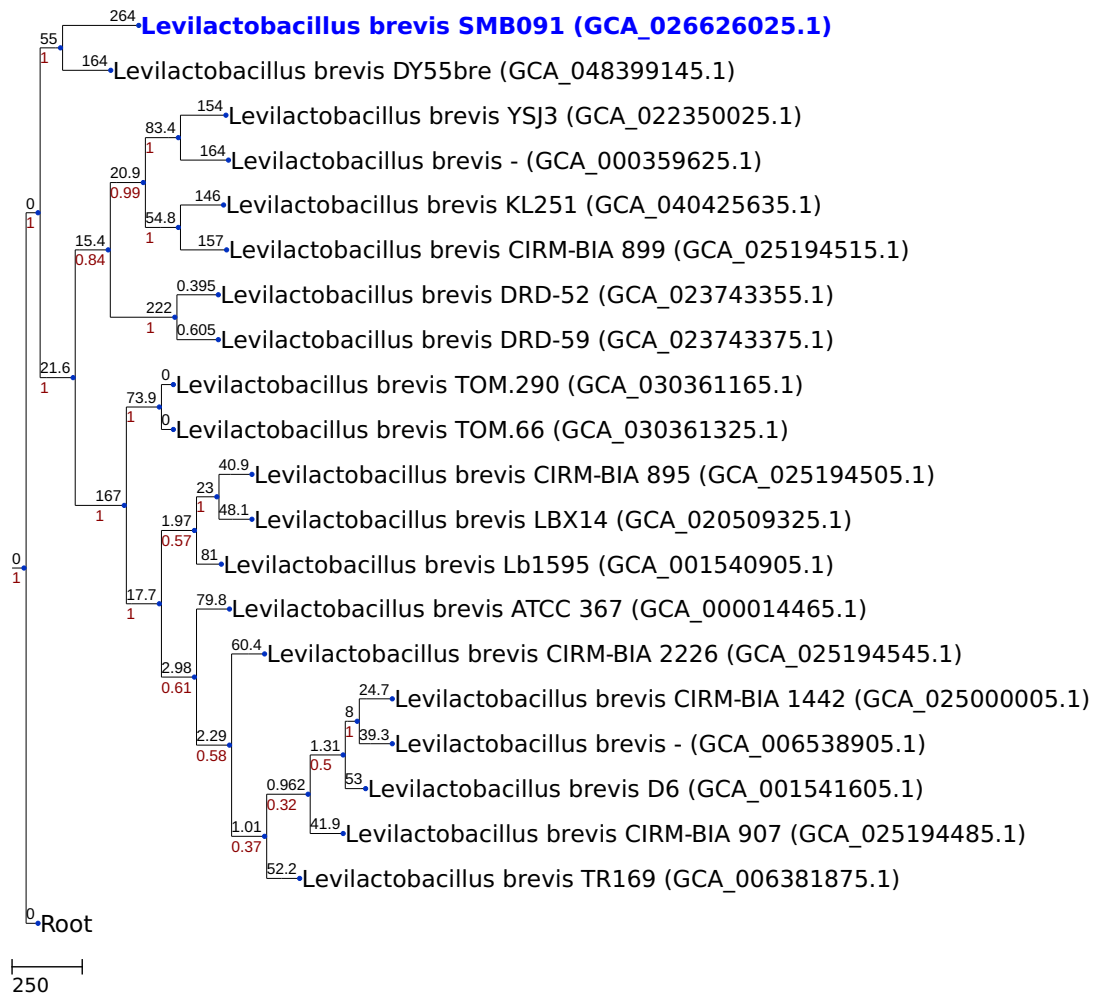 264
Levilactobacillus brevis SMB091 (GCA_026626025.1)
55
1
164
Levilactobacillus brevis DY55bre (GCA_048399145.1)
154
Levilactobacillus brevis YSJ3 (GCA_022350025.1)
83.4
1
164
Levilactobacillus brevis - (GCA_000359625.1)
20.9
0.99
146
Levilactobacillus brevis KL251 (GCA_040425635.1)
0
1
54.8
1
157
Levilactobacillus brevis CIRM-BIA 899 (GCA_025194515.1)
15.4
0.84
0.395
Levilactobacillus brevis DRD-52 (GCA_023743355.1)
222
1
0.605
Levilactobacillus brevis DRD-59 (GCA_023743375.1)
21.6
1
0
Levilactobacillus brevis TOM.290 (GCA_030361165.1)
73.9
1
0
Levilactobacillus brevis TOM.66 (GCA_030361325.1)
40.9
Levilactobacillus brevis CIRM-BIA 895 (GCA_025194505.1)
23
1
167
1
48.1
Levilactobacillus brevis LBX14 (GCA_020509325.1)
1.97
0.57
81
Levilactobacillus brevis Lb1595 (GCA_001540905.1)
0
1
17.7
1
79.8
Levilactobacillus brevis ATCC 367 (GCA_000014465.1)
60.4
Levilactobacillus brevis CIRM-BIA 2226 (GCA_025194545.1)
2.98
0.61
24.7
Levilactobacillus brevis CIRM-BIA 1442 (GCA_025000005.1)
8
1
39.3
Levilactobacillus brevis - (GCA_006538905.1)
2.29
0.58
1.31
0.5
53
Levilactobacillus brevis D6 (GCA_001541605.1)
0.962
0.32
41.9
Levilactobacillus brevis CIRM-BIA 907 (GCA_025194485.1)
1.01
0.37
52.2
Levilactobacillus brevis TR169 (GCA_006381875.1)
0
Root
250